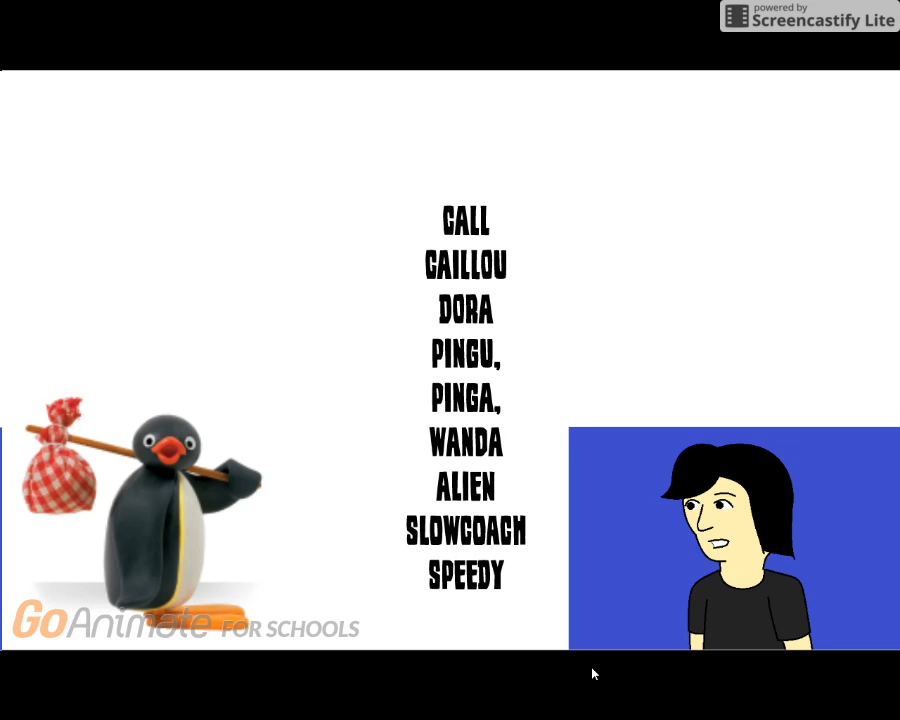 powered by
Screencastify Lite
CALL
CAILLOU
DORA
PINGU,
PINGA,
WANDA
ALIEN
SLOWCOACH
SPEEDY
GoAnimate FOR SCHOOLS